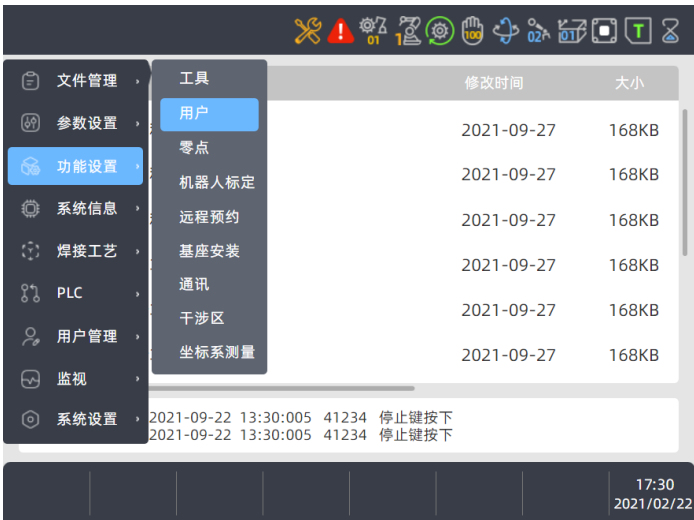 01
1
100
02
01
T
文件管理
参数设置
功能设置
系统信息
焊接工艺
PLC
用户管理
监视
系统设置
工具
用户
零点
机器人标定
远程预约
基座安装
通讯
干涉区
坐标系测量
修改时间 大小
2021-09-27 168KB
2021-09-27 168KB
2021-09-27 168KB
2021-09-27 168KB
2021-09-27 168KB
2021-09-27 168KB
2021-09-22 13:30:005 41234 停止键按下
2021-09-22 13:30:005 41234 停止键按下
17:30
2021/02/22